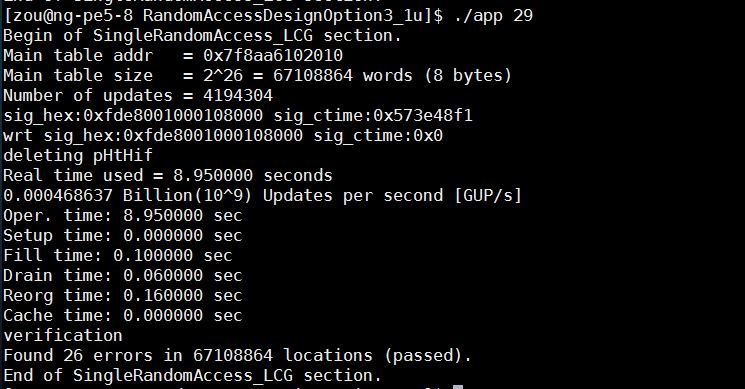 [zou@ng-pe5-8 RandomAccessDesignOption3_1u]$ ./app 29
Begin of SingleRandomAccess_LCG section.
Main table addr   = 0x7f8aa6102010
Main table size   = 2^26 = 67108864 words (8 bytes)
Number of updates = 4194304
sig_hex:0xfde8001000108000 sig_ctime:0x573e48f1
wrt sig_hex:0xfde8001000108000 sig_ctime:0x0
deleting pHtHif
Real time used = 8.950000 seconds
0.000468637 Billion(10^9) Updates per second [GUP/s]
Oper. time: 8.950000 sec
Setup time: 0.000000 sec
Fill time: 0.100000 sec
Drain time: 0.060000 sec
Reorg time: 0.160000 sec
Cache time: 0.000000 sec
verification
Found 26 errors in 67108864 locations (passed).
End of SingleRandomAccess_LCG section.